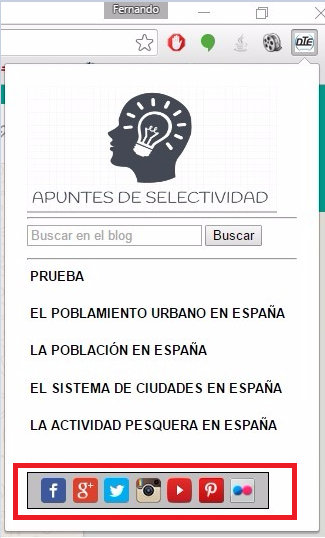 Fernando
DTE
APUNTES DE SELECTIVIDAD
Buscar en el blog Buscar
PRUEBA
EL POBLAMIENTO URBANO EN ESPAÑA
LA POBLACIÓN EN ESPAÑA
EL SISTEMA DE CIUDADES EN ESPAÑA
LA ACTIVIDAD PESQUERA EN ESPAÑA
f g+